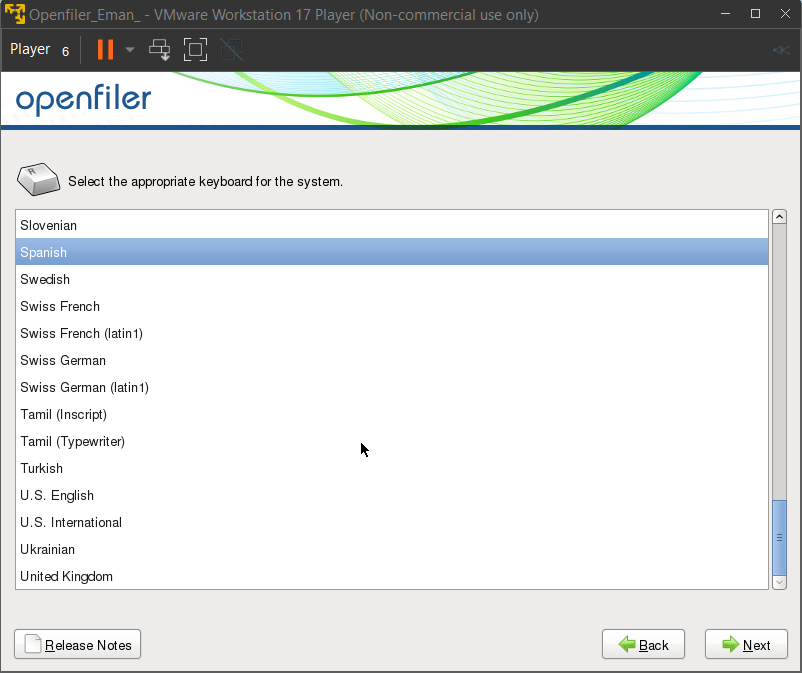 Openfiler_Eman_ - VMware Workstation 17 Player (Non-commercial use only)
Player 6
openfiler
R
Select the appropriate keyboard for the system.
Slovenian
Spanish
Swedish
Swiss French
Swiss French (latin1)
Swiss German
Swiss German (latin1)
Tamil (Inscript)
Tamil (Typewriter)
Turkish
U.S. English
U.S. International
Ukrainian
United Kingdom
Release Notes
Back
Next